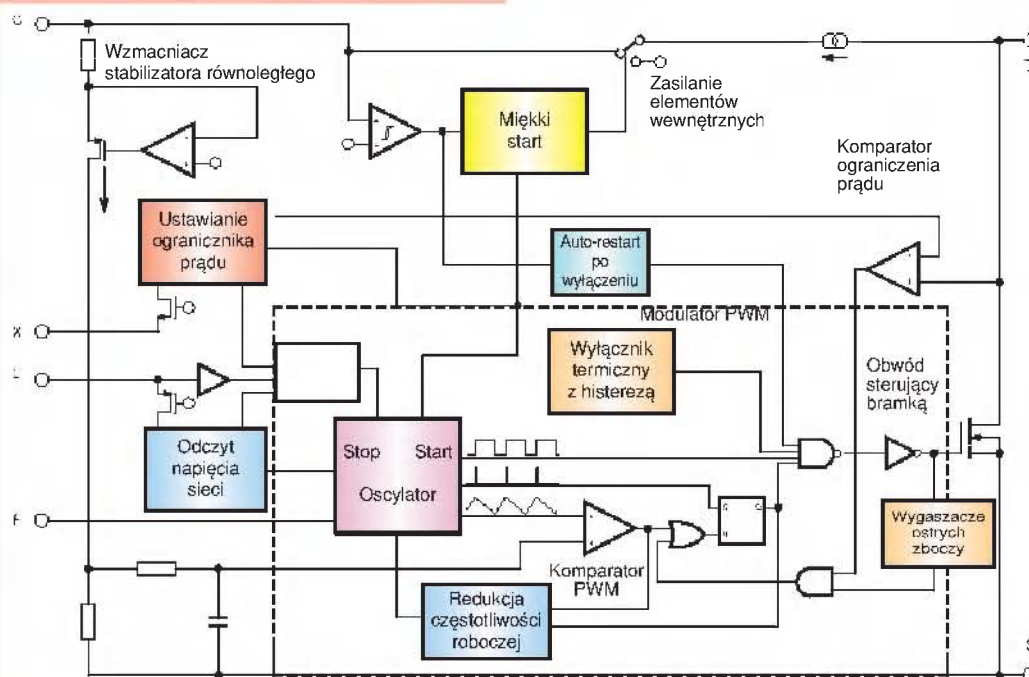 Wzmacniacz
stabilizatora równoległego
Miękki
start
Zasilanie
elementów
wewnętrznych
Komparator
ograniczenia
prądu
Ustawianie
ogranicznika
prądu
Auto-restart
po
wyłączeniu
Modulator PWM
X
Wyłącznik
termiczny
z histerezą
Obwód
sterujący
bramką
Odczyt
napięcia
sieci
Stop Start
Oscylator
F
Wygaszacze
ostrych
zboczy
Komparator
PWM
Redukcja
częstotliwości
roboczej
S